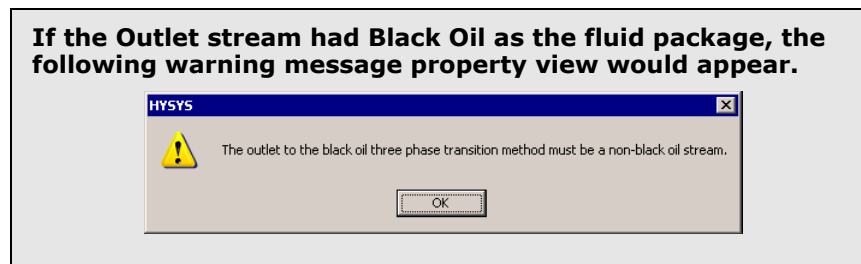 If the Outlet stream had Black Oil as the fluid package, the
following warning message property view would appear.
HYSYS
The outlet to the black oil three phase transition method must be a non-black oil stream.
OK